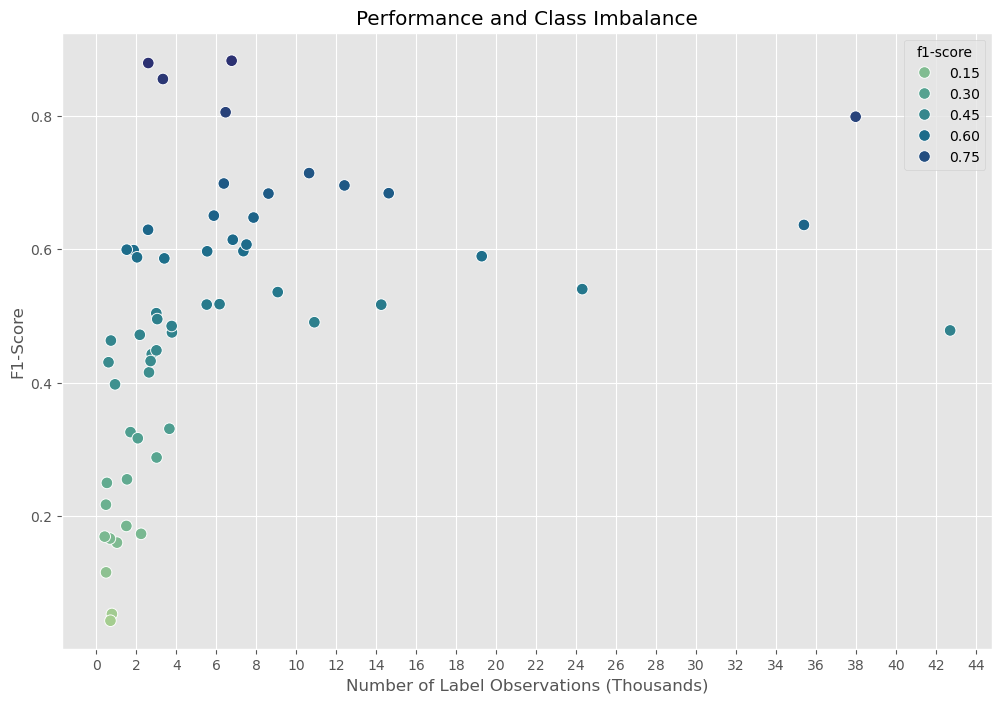 Performance and Class Imbalance
f1-score
0.15
0.30
0.45
0.60
0.75
F1-Score
0.8
0.6
0.4
0.2
0 2 4 6 8 10 12 14 16 18 20 22 24 26 28 30 32 34 36 38 40 42 44
Number of Label Observations (Thousands)